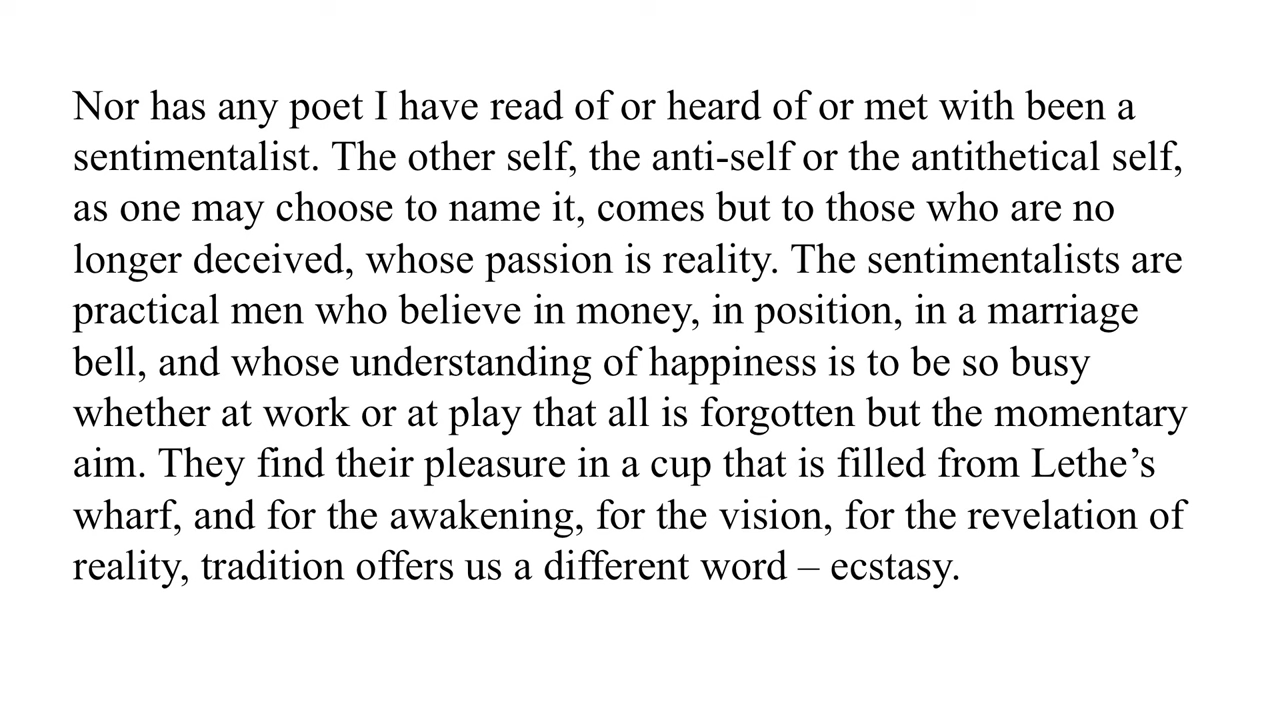 Nor has any poet I have read of or heard of or met with been a
sentimentalist. The other self, the anti-self or the antithetical self,
as one may choose to name it, comes but to those who are no
longer deceived, whose passion is reality. The sentimentalists are
practical men who believe in money, in position, in a marriage
bell, and whose understanding of happiness is to be so busy
whether at work or at play that all is forgotten but the momentary
aim. They find their pleasure in a cup that is filled from Lethe’s
wharf, and for the awakening, for the vision, for the revelation of
reality, tradition offers us a different word – ecstasy.